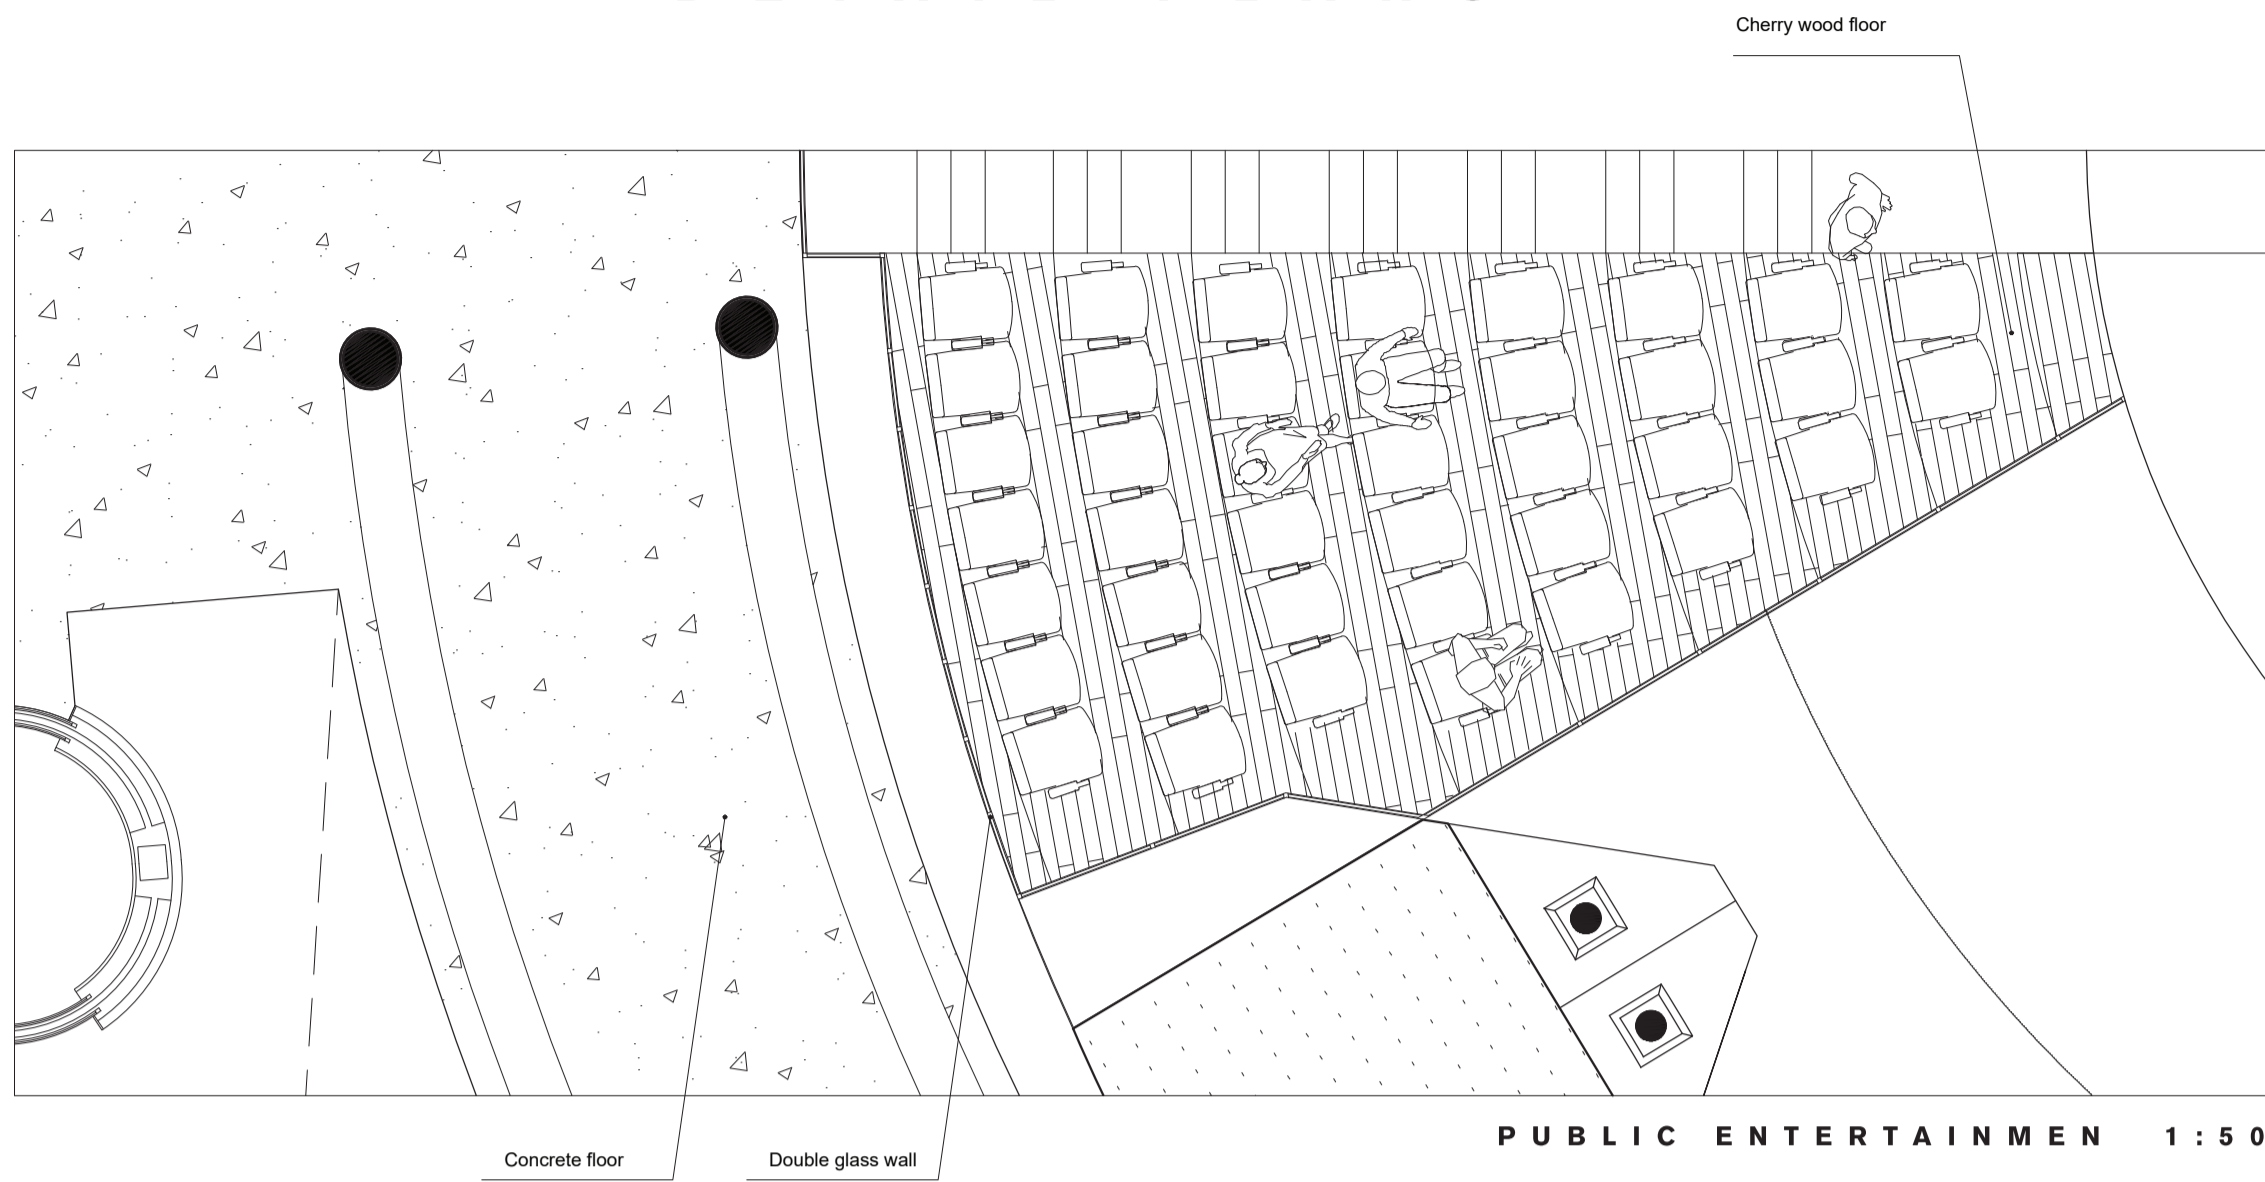 Cherry wood floor
PUBLIC ENTERTAINMEN 1:50
Concrete floor
Double glass wall